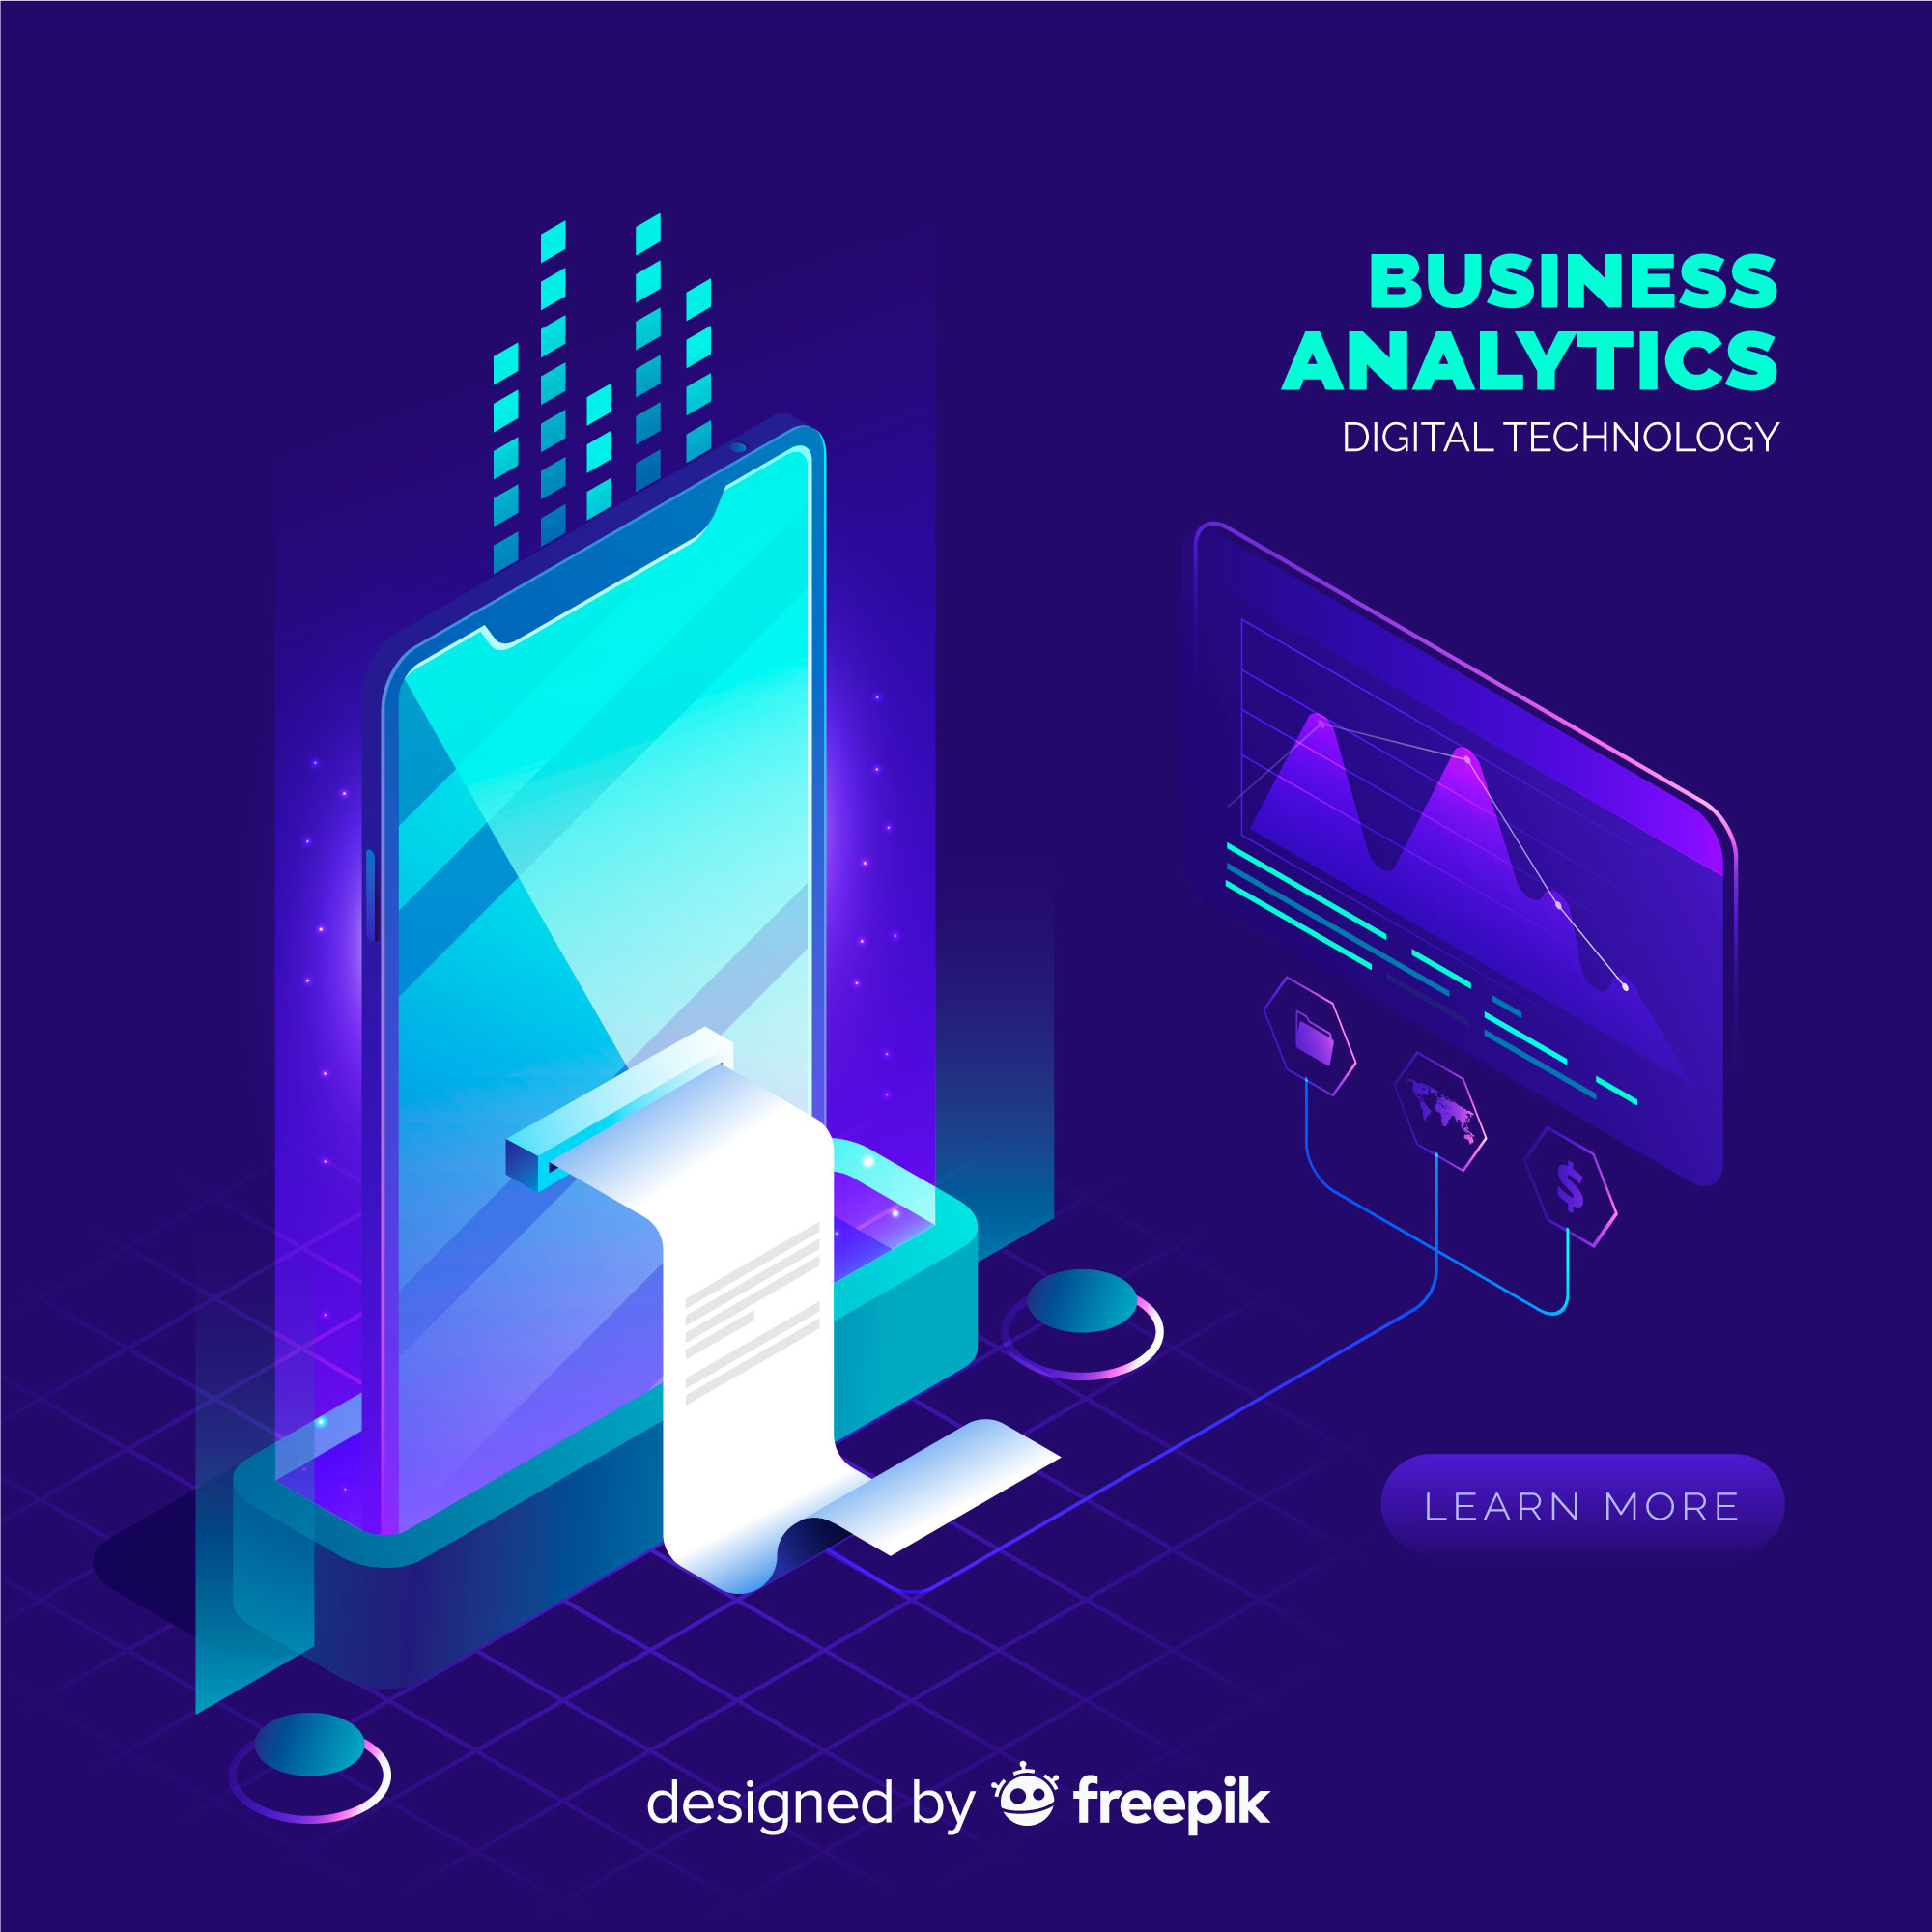 BUSINESS
ANALYTICS
DIGITAL TECHNOLOGY
$
LEARN MORE
designed by freepik